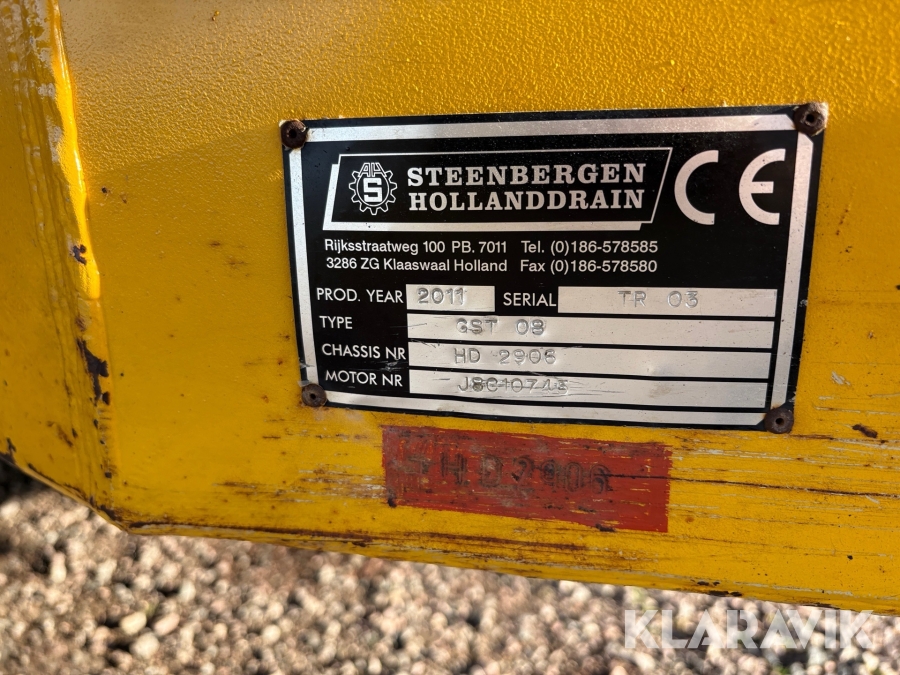 STEENBERGEN
HOLLANDDRAIN
CE
S
Rijksstraatweg 100 PB. 7011 Tel. (0)186-578585
3286 ZG Klaaswaal Holland Fax (0)186-578580
PROD. YEAR 2011 SERIAL TR 03
TYPE GST 08
CHASSIS NR HD 2906
MOTOR NR
HD2906
KLARAVIK